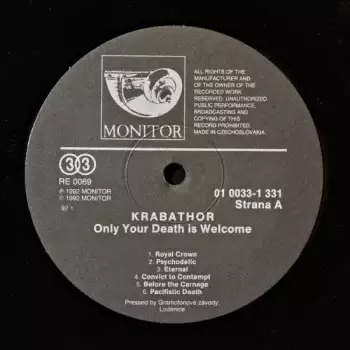 MONITOR
ALL RIGHTS OF THE
MANUFACTURER AND
OF THE OWNER OF THE
RECORDED WORK
RESERVED. UNAUTHORIZED
PUBLIC PERFORMANCE,
BROADCASTING AND
COPYING OF THIS
RECORD PROHIBITED.
MADE IN CZECHOSLOVAKIA.
33
RE 0069
℗ 1992 MONITOR
© 1992 MONITOR
92 1
01 0033-1 331
Strana A
KRABATHOR
Only Your Death is Welcome
1. Royal Crown
2. Psychodelic
3. Eternal
4. Convict to Contempt
5. Before the Carnage
6. Pacifistic Death
Pressed by Gramofonové závody,
Loděnice